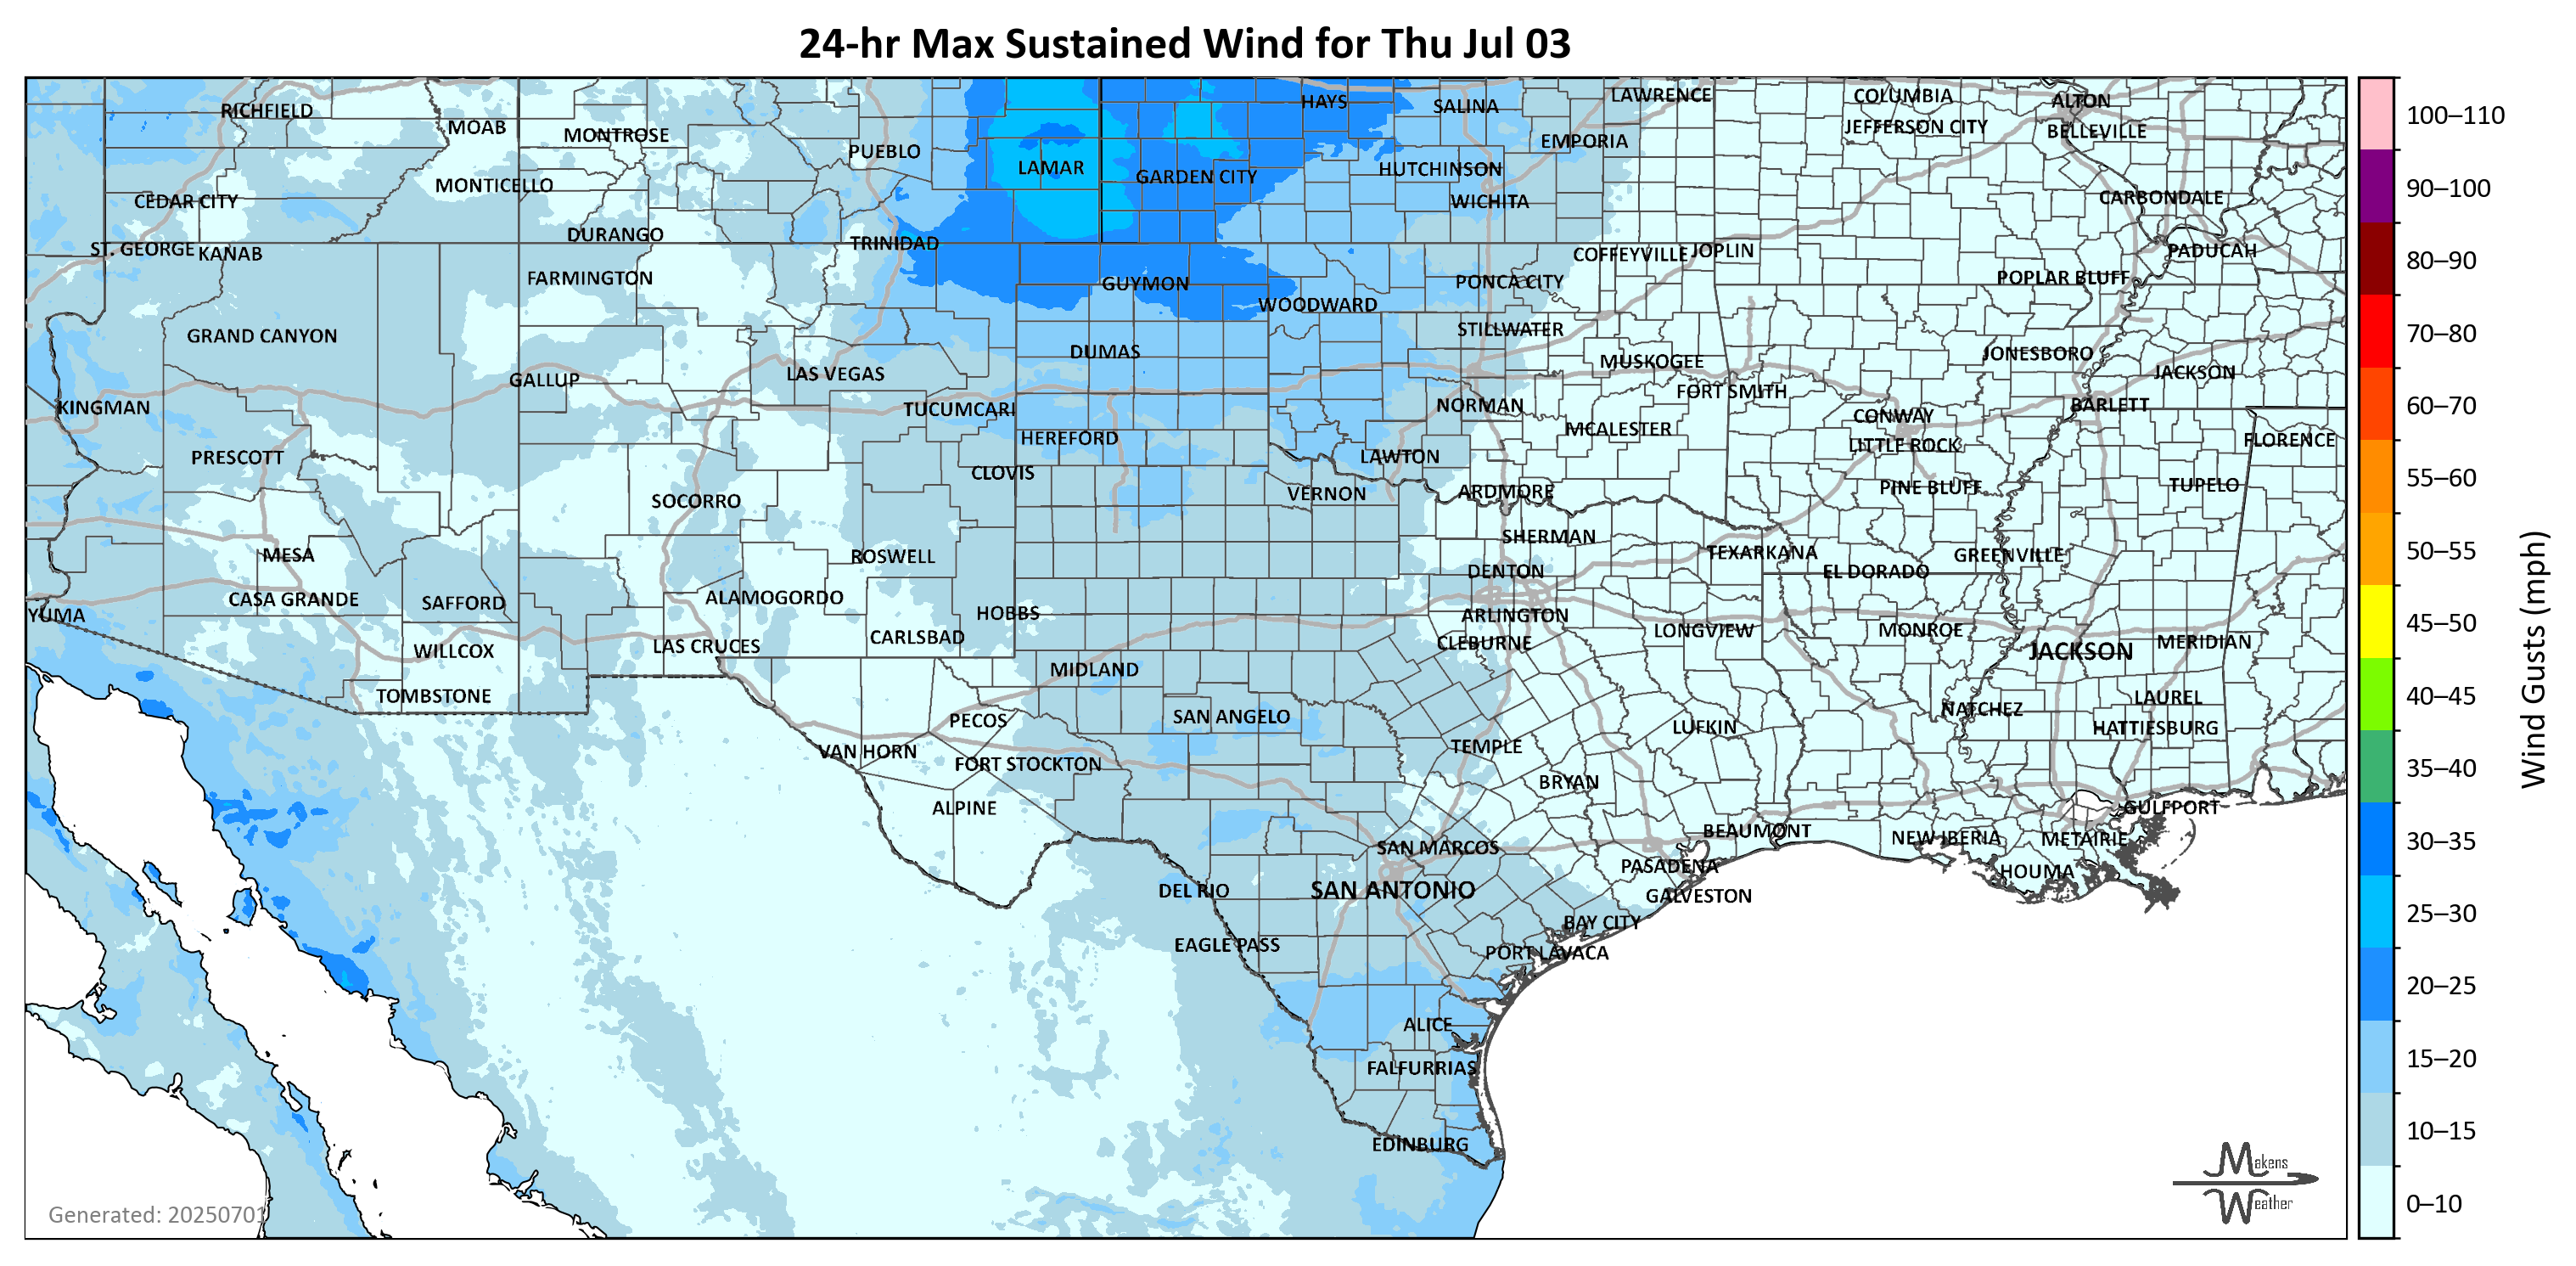 24-hr Max Sustained Wind for Thu Jul 03
RICHFIELD
MOAB
MONTROSE
PUEBLO
LAMAR
GARDEN CITY
HAYS
SALINA
LAWRENCE
COLUMBIA
ALTON
JEFFERSON CITY
BELLEVILLE
EMPORIA
HUTCHINSON
WICHITA
CARBONDALE
MONTICELLO
CEDAR CITY
DURANGO
TRINIDAD
ST. GEORGE
KANAB
COFFEYVILLE
JOPLIN
PADUCAH
FARMINGTON
GUYMON
PONCA CITY
POPLAR BLUFF
WOODWARD
GRAND CANYON
STILLWATER
DUMAS
MUSKOGEE
JONESBORO
GALLUP
LAS VEGAS
JACKSON
FORT SMITH
KINGMAN
TUCUMCARI
NORMAN
BARLETT
CONWAY
HEREFORD
MCALESTER
LITTLE ROCK
FLORENCE
PRESCOTT
CLOVIS
LAWTON
SOCORRO
VERNON
ARDMORE
PINE BLUFF
TUPELO
MESA
ROSWELL
SHERMAN
TEXARKANA
GREENVILLE
DENTON
EL DORADO
CASA GRANDE
SAFFORD
ALAMOGORDO
YUMA
HOBBS
ARLINGTON
WILLCOX
LAS CRUCES
CARLSBAD
CLEBURNE
LONGVIEW
MONROE
JACKSON
MERIDIAN
TOMBSTONE
MIDLAND
LAUREL
PECOS
SAN ANGELO
NATCHEZ
HATTIESBURG
VAN HORN
FORT STOCKTON
TEMPLE
LUFKIN
BRYAN
ALPINE
GULFPORT
SAN MARCOS
BEAUMONT
NEW IBERIA
METAIRIE
PASADENA
HOUMA
DEL RIO
SAN ANTONIO
GALVESTON
BAY CITY
EAGLE PASS
PORT LAVACA
ALICE
FALFURRIAS
EDINBURG
Generated: 20250701
Makens
Weather
100–110
90–100
80–90
70–80
60–70
55–60
50–55
45–50
40–45
35–40
30–35
25–30
20–25
15–20
10–15
0–10
Wind Gusts (mph)